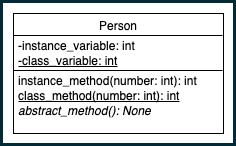 Person
-instance_variable: int
-class_variable: int
instance_method(number: int): int
class_method(number: int): int
abstract_method(): None